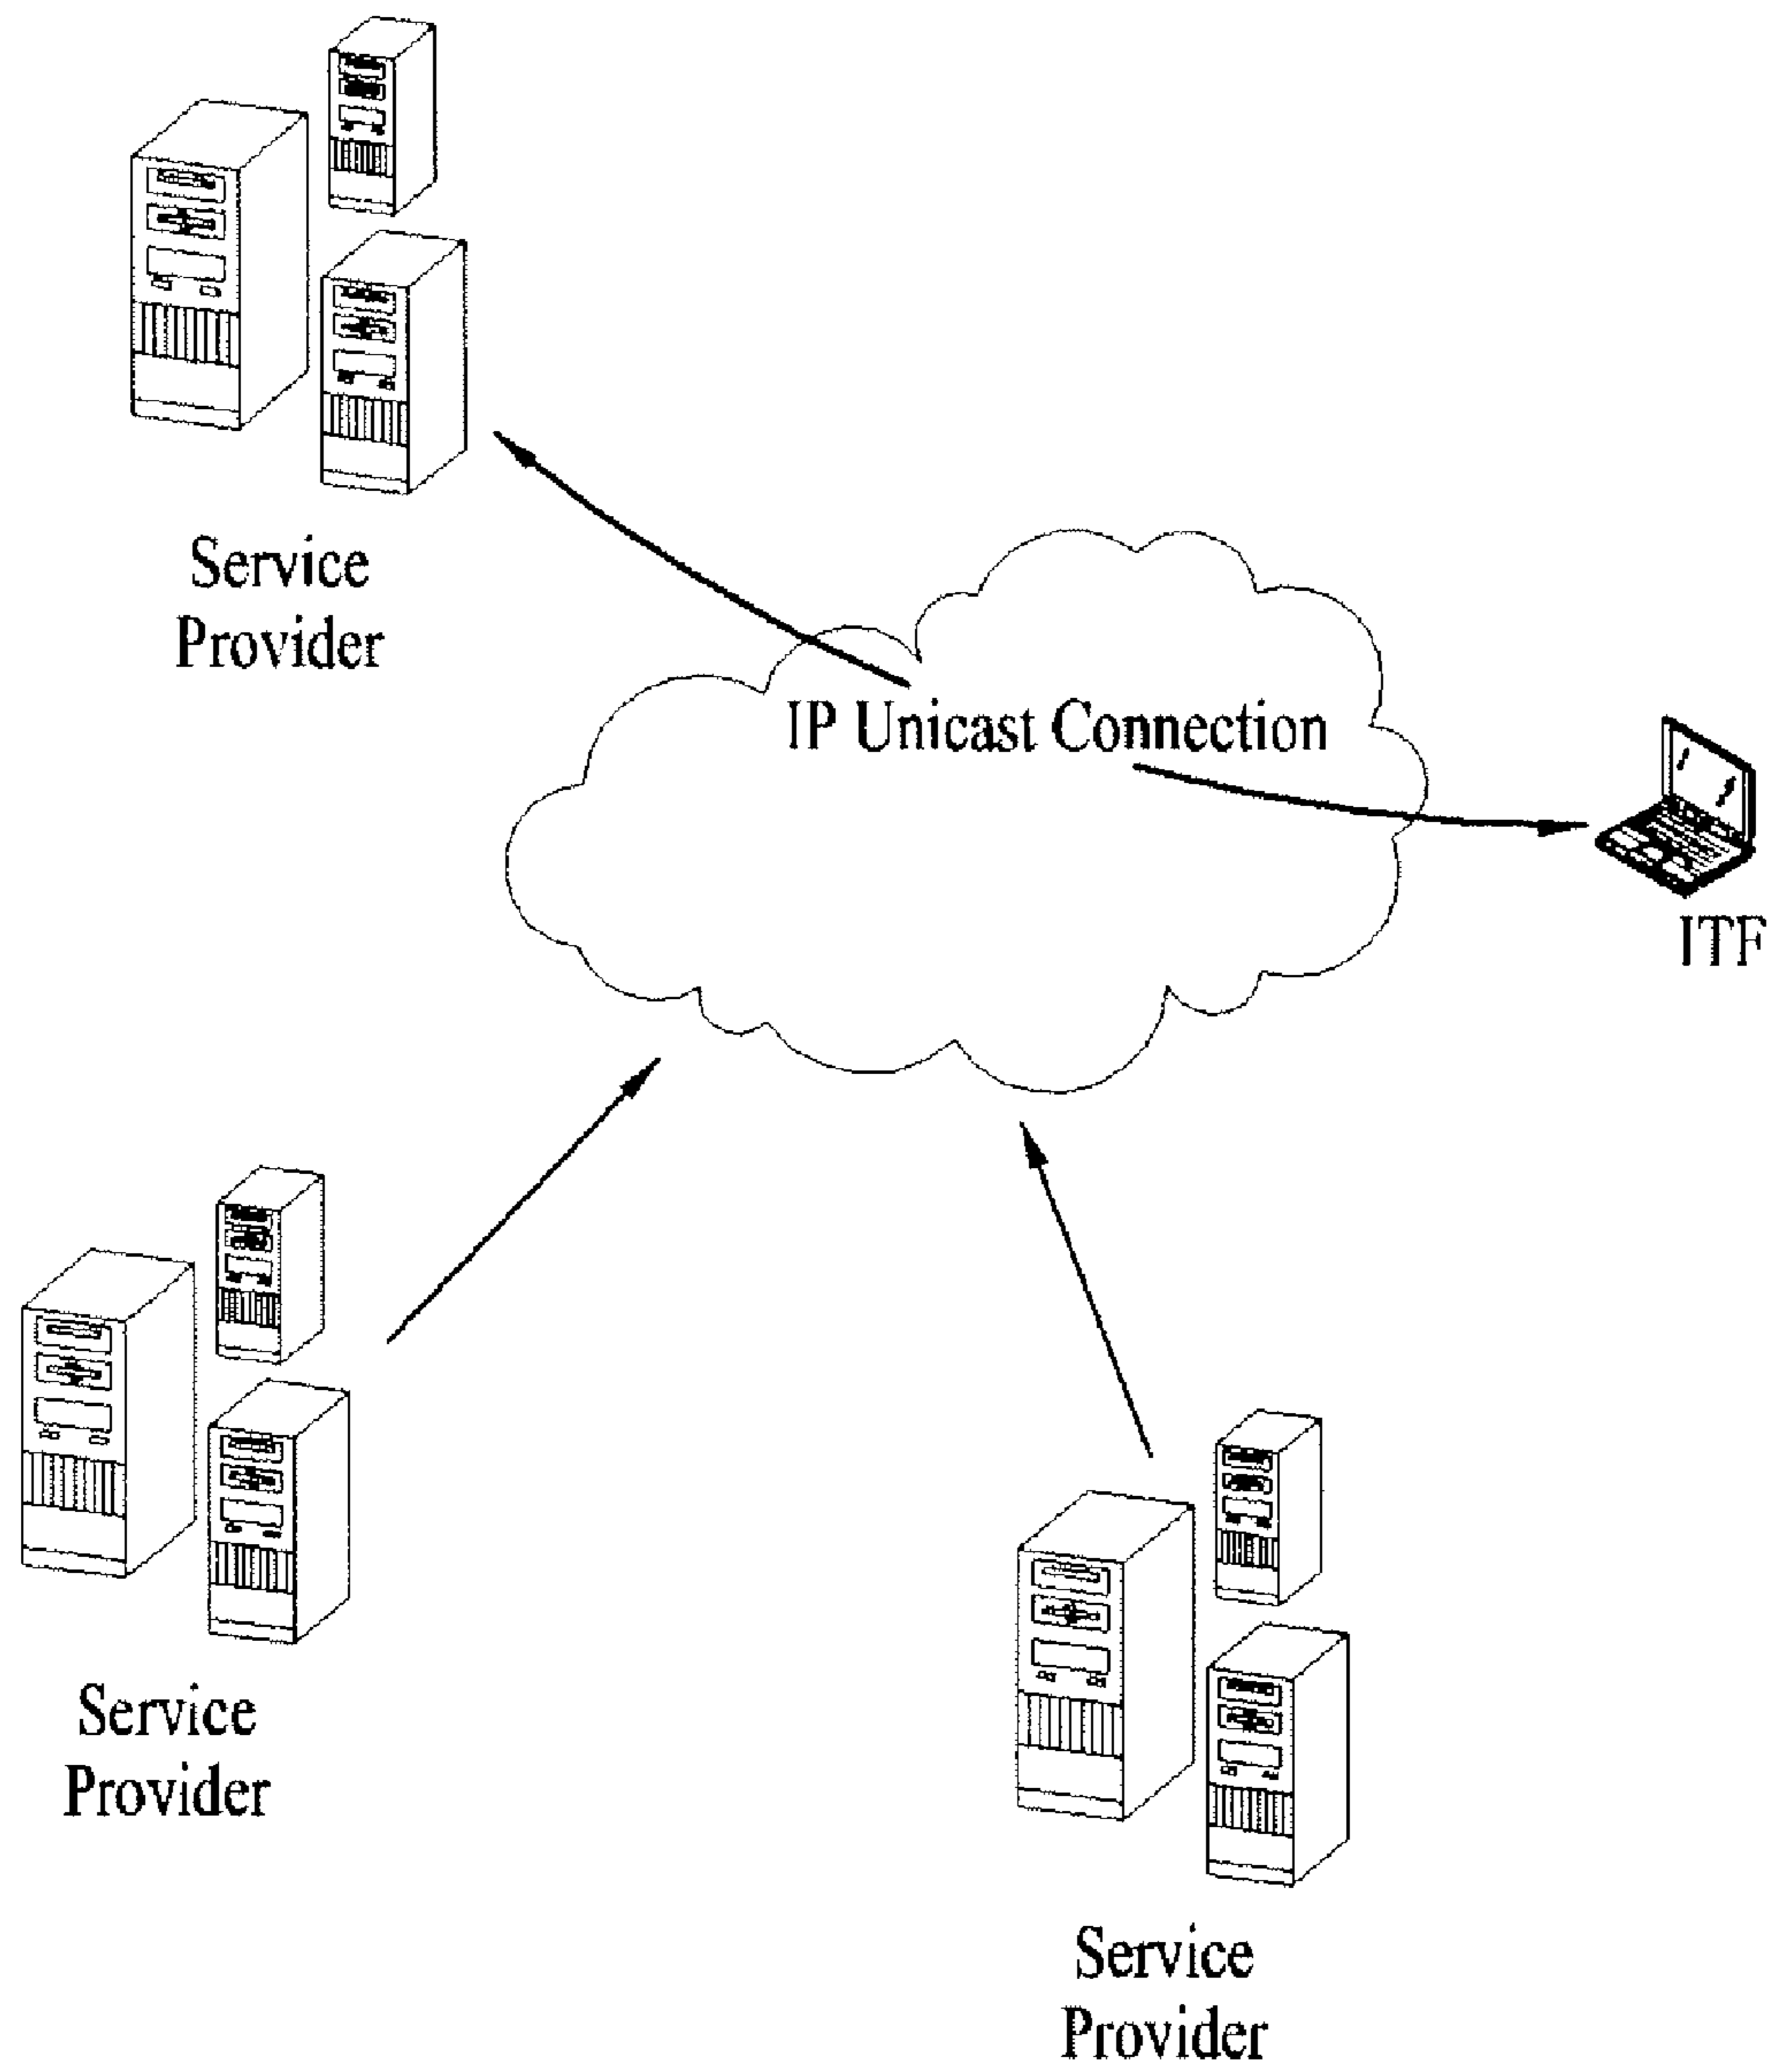 Service
Provider
IP Unicast Connection
ITF
Service
Provider
Service
Provider